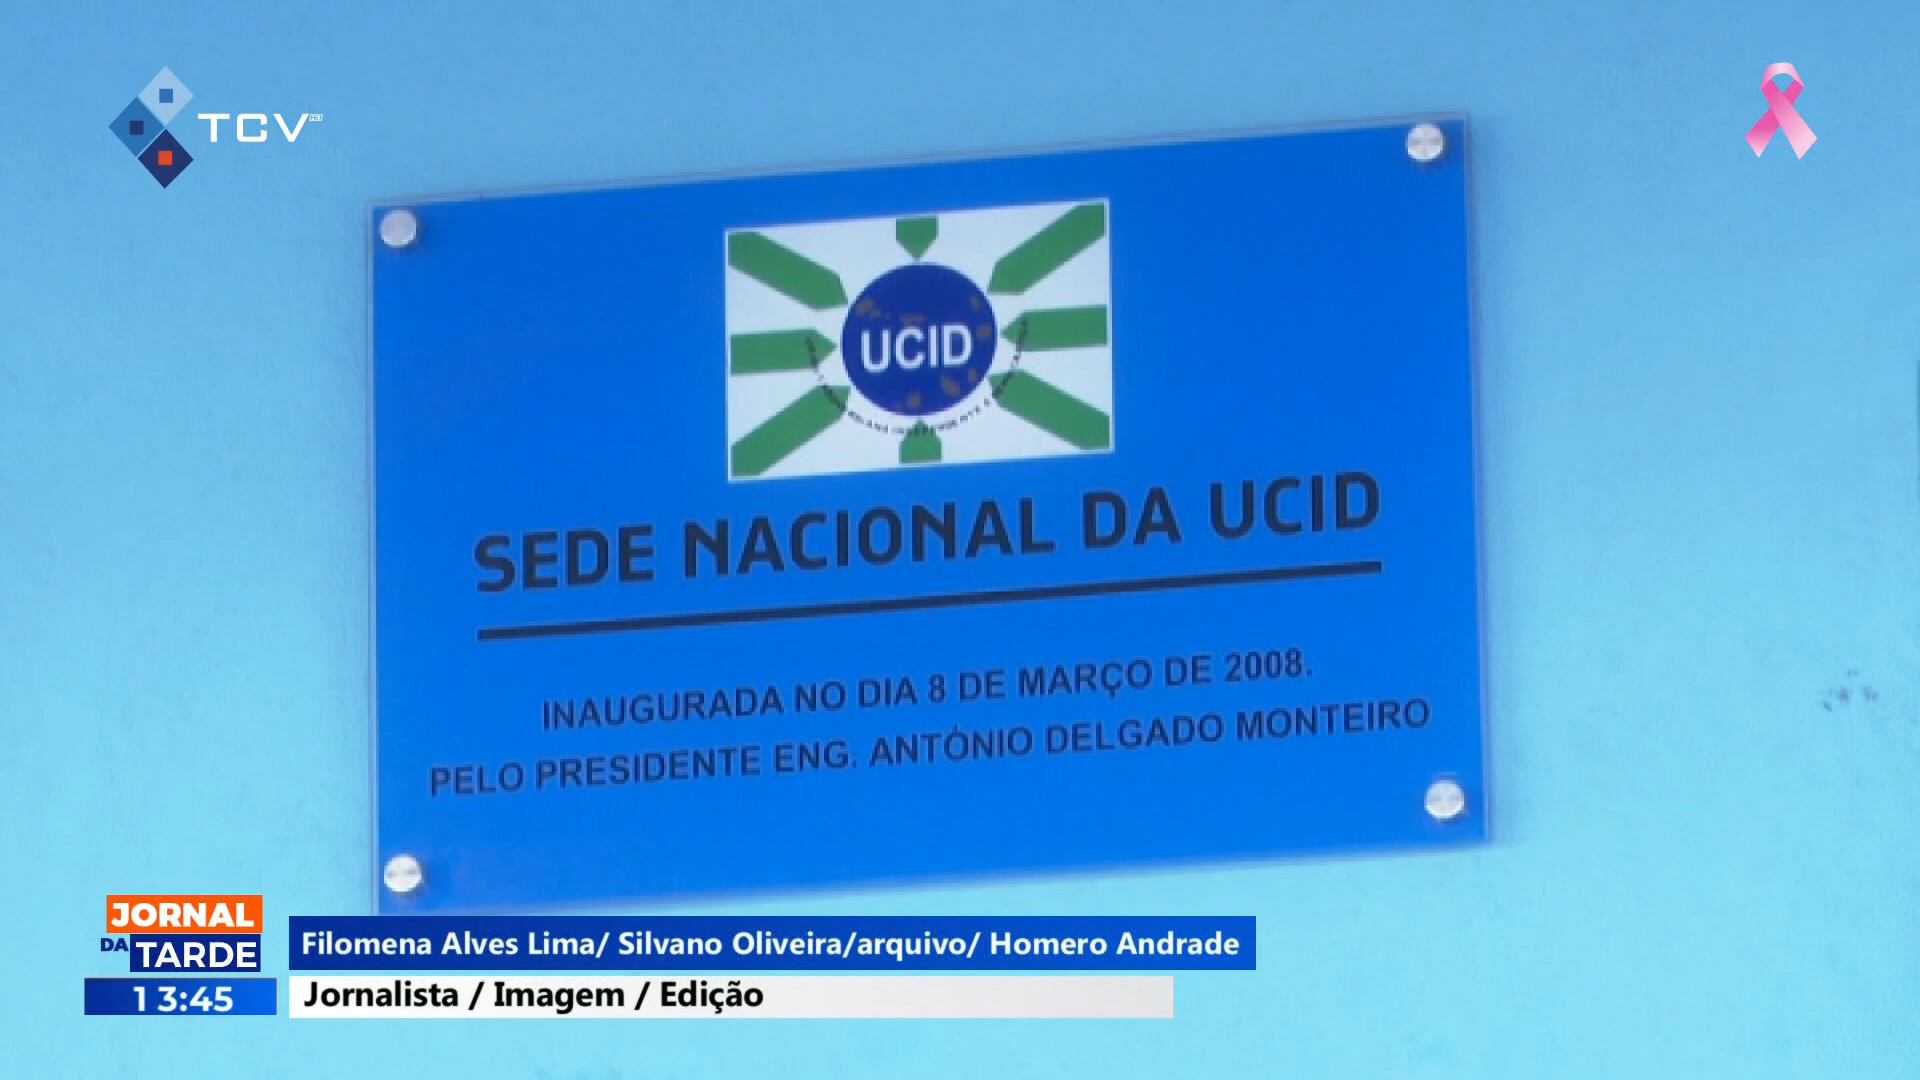 TCV
UCID
SEDE NACIONAL DA UCID
INAUGURADA NO DIA 8 DE MARÇO DE 2008.
PELO PRESIDENTE ENG. ANTÓNIO DELGADO MONTEIRO
JORNAL
DA TARDE
Filomena Alves Lima/ Silvano Oliveira/arquivo/ Homero Andrade
13:45
Jornalista / Imagem / Edição